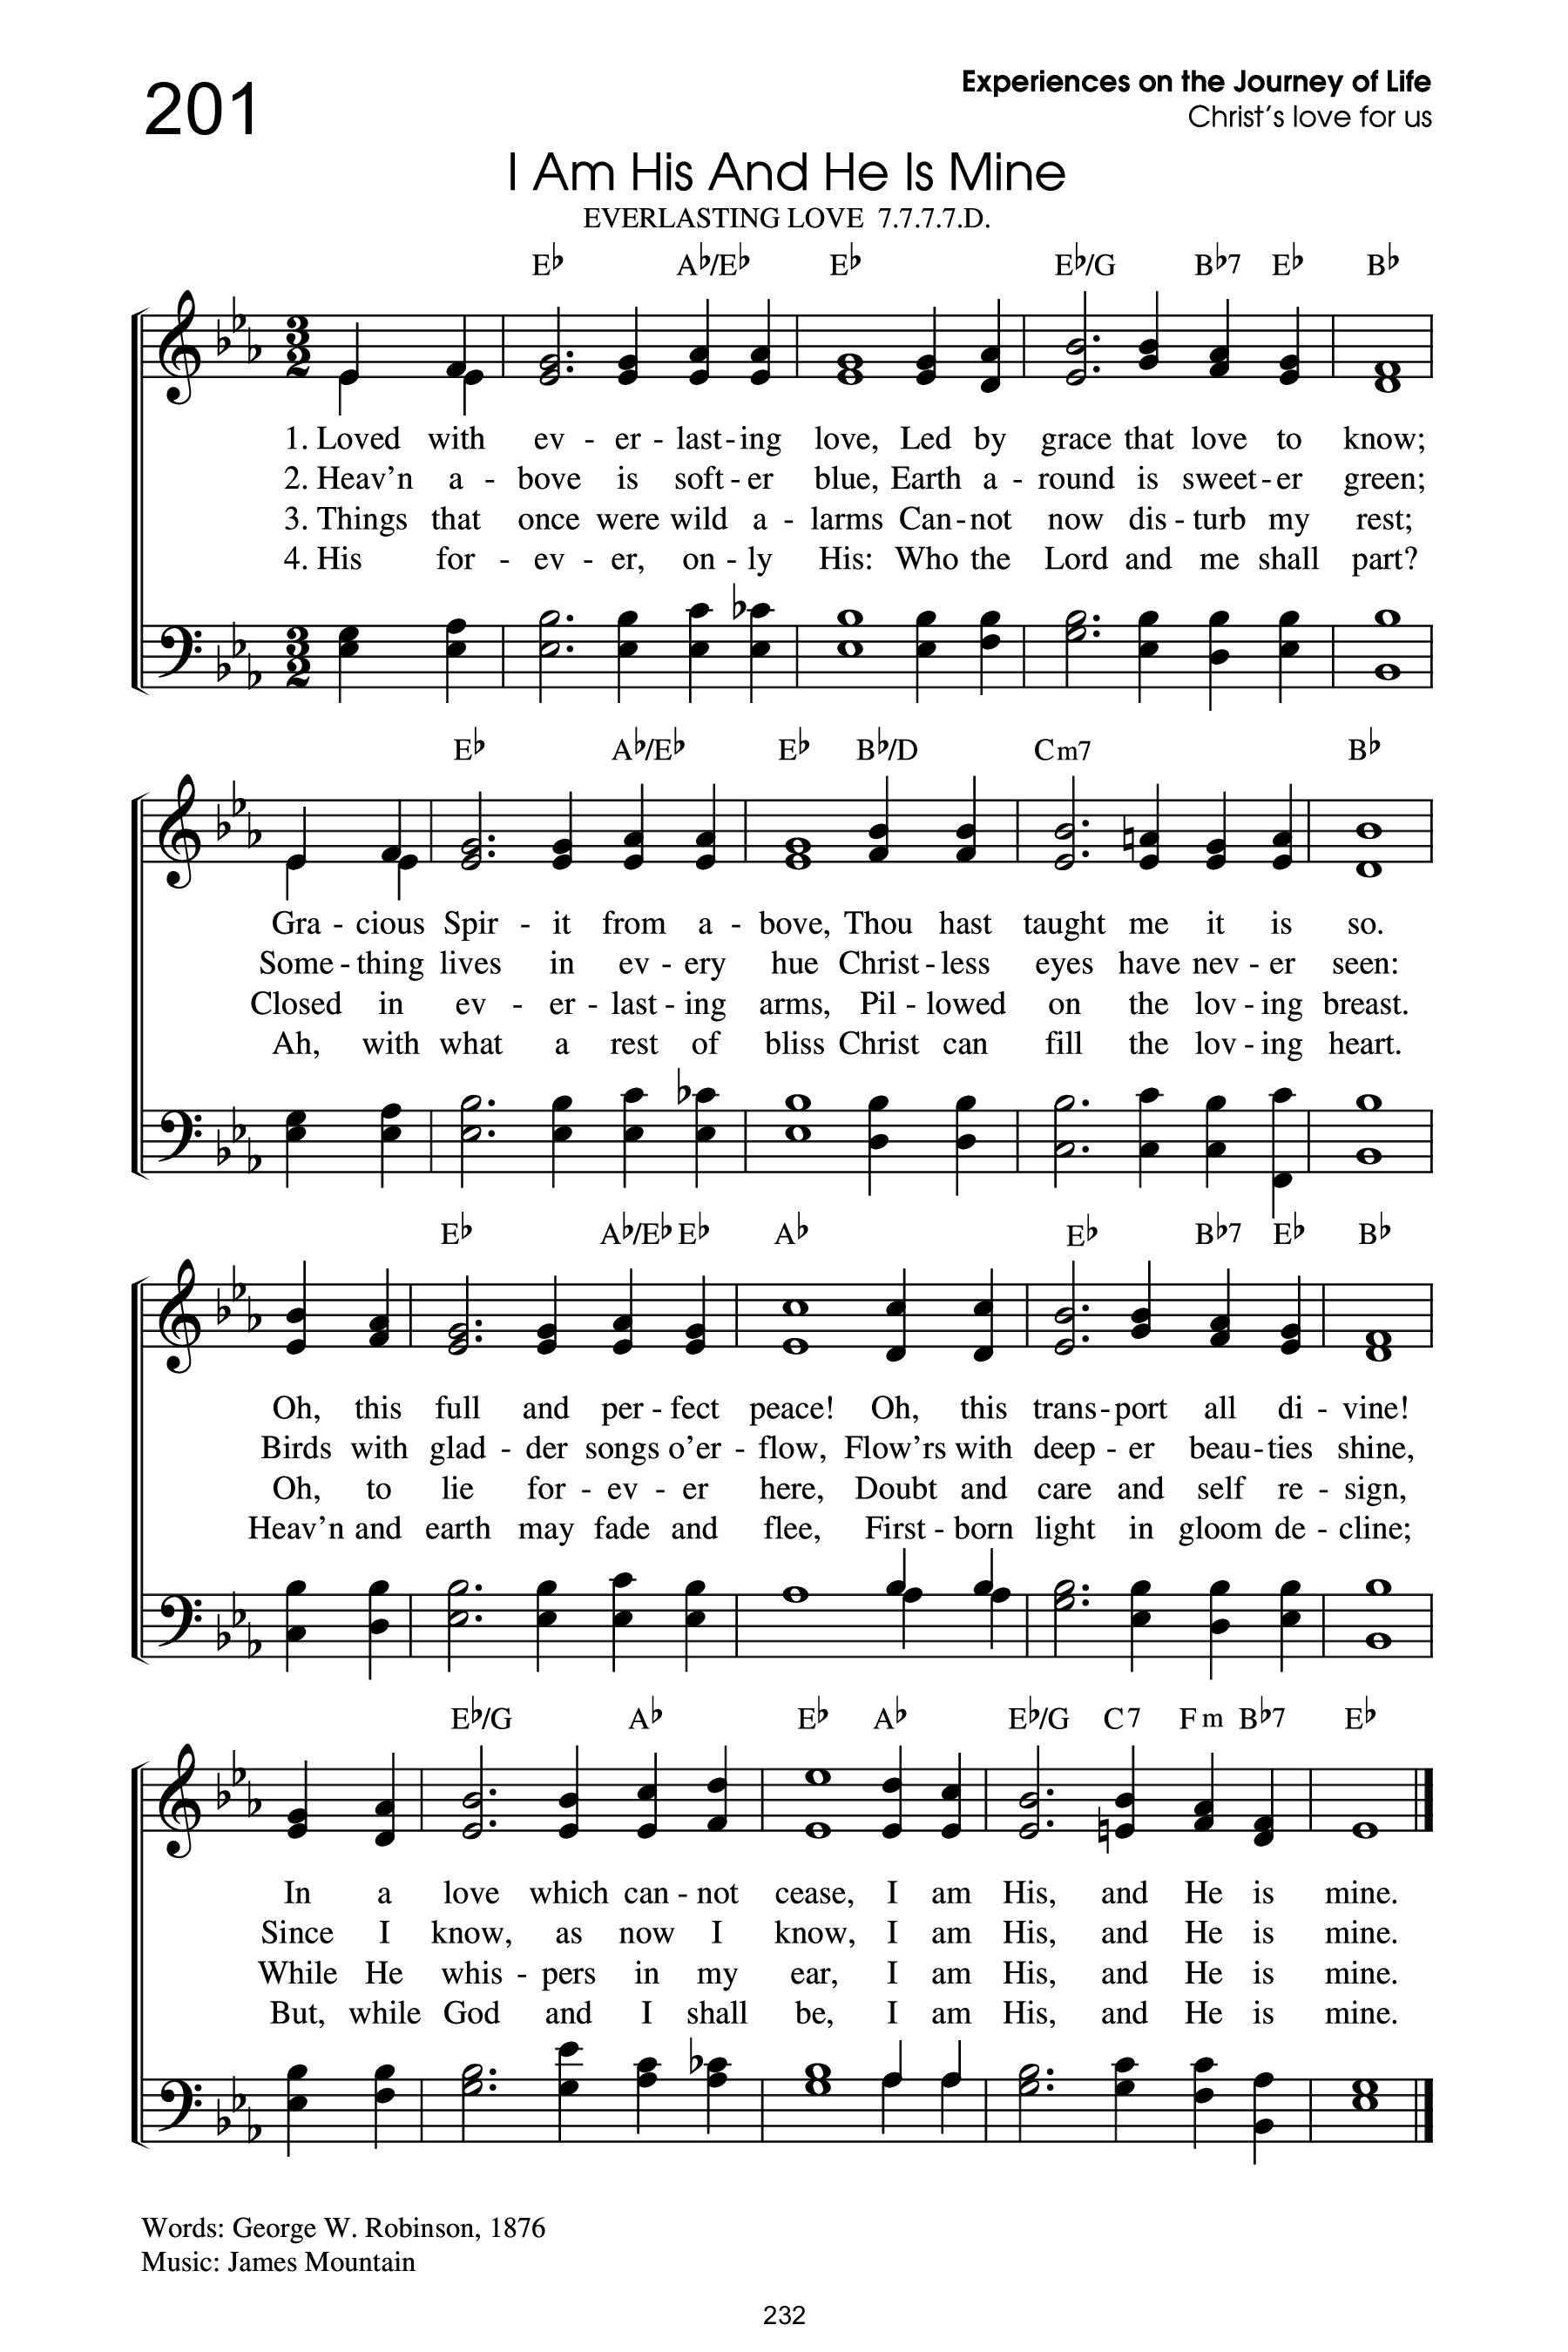 201
Experiences on the Journey of Life
Christ's love for us
I Am His And He Is Mine
EVERLASTING LOVE 7.7.7.7.D.
E♭ A♭/E♭ E♭ E♭/G B♭7 E♭ B♭
1. Loved with ev - er - last - ing love, Led by grace that love to know;
2. Heav'n a - bove is soft - er blue, Earth a - round is sweet - er green;
3. Things that once were wild a - larms Can - not now dis - turb my rest;
4. His for - ev - er, on - ly His: Who the Lord and me shall part?
E♭ A♭/E♭ E♭ B♭/D Cm7 B♭
Gra - cious Spir - it from a - bove, Thou hast taught me it is so.
Some - thing lives in ev - ery hue Christ - less eyes have nev - er seen:
Closed in ev - er - last - ing arms, Pil - lowed on the lov - ing breast.
Ah, with what a rest of bliss Christ can fill the lov - ing heart.
E♭ A♭/E♭ E♭ A♭ E♭ B♭7 E♭ B♭
Oh, this full and per - fect peace! Oh, this trans - port all di - vine!
Birds with glad - der songs o'er - flow, Flow'rs with deep - er beau - ties shine,
Oh, to lie for - ev - er here, Doubt and care and self re - sign,
Heav'n and earth may fade and flee, First - born light in gloom de - cline;
E♭/G A♭ E♭ A♭ E♭/G C7 Fm B♭7 E♭
In a love which can - not cease, I am His, and He is mine.
Since I know, as now I know, I am His, and He is mine.
While He whis - pers in my ear, I am His, and He is mine.
But, while God and I shall be, I am His, and He is mine.
Words: George W. Robinson, 1876
Music: James Mountain
232